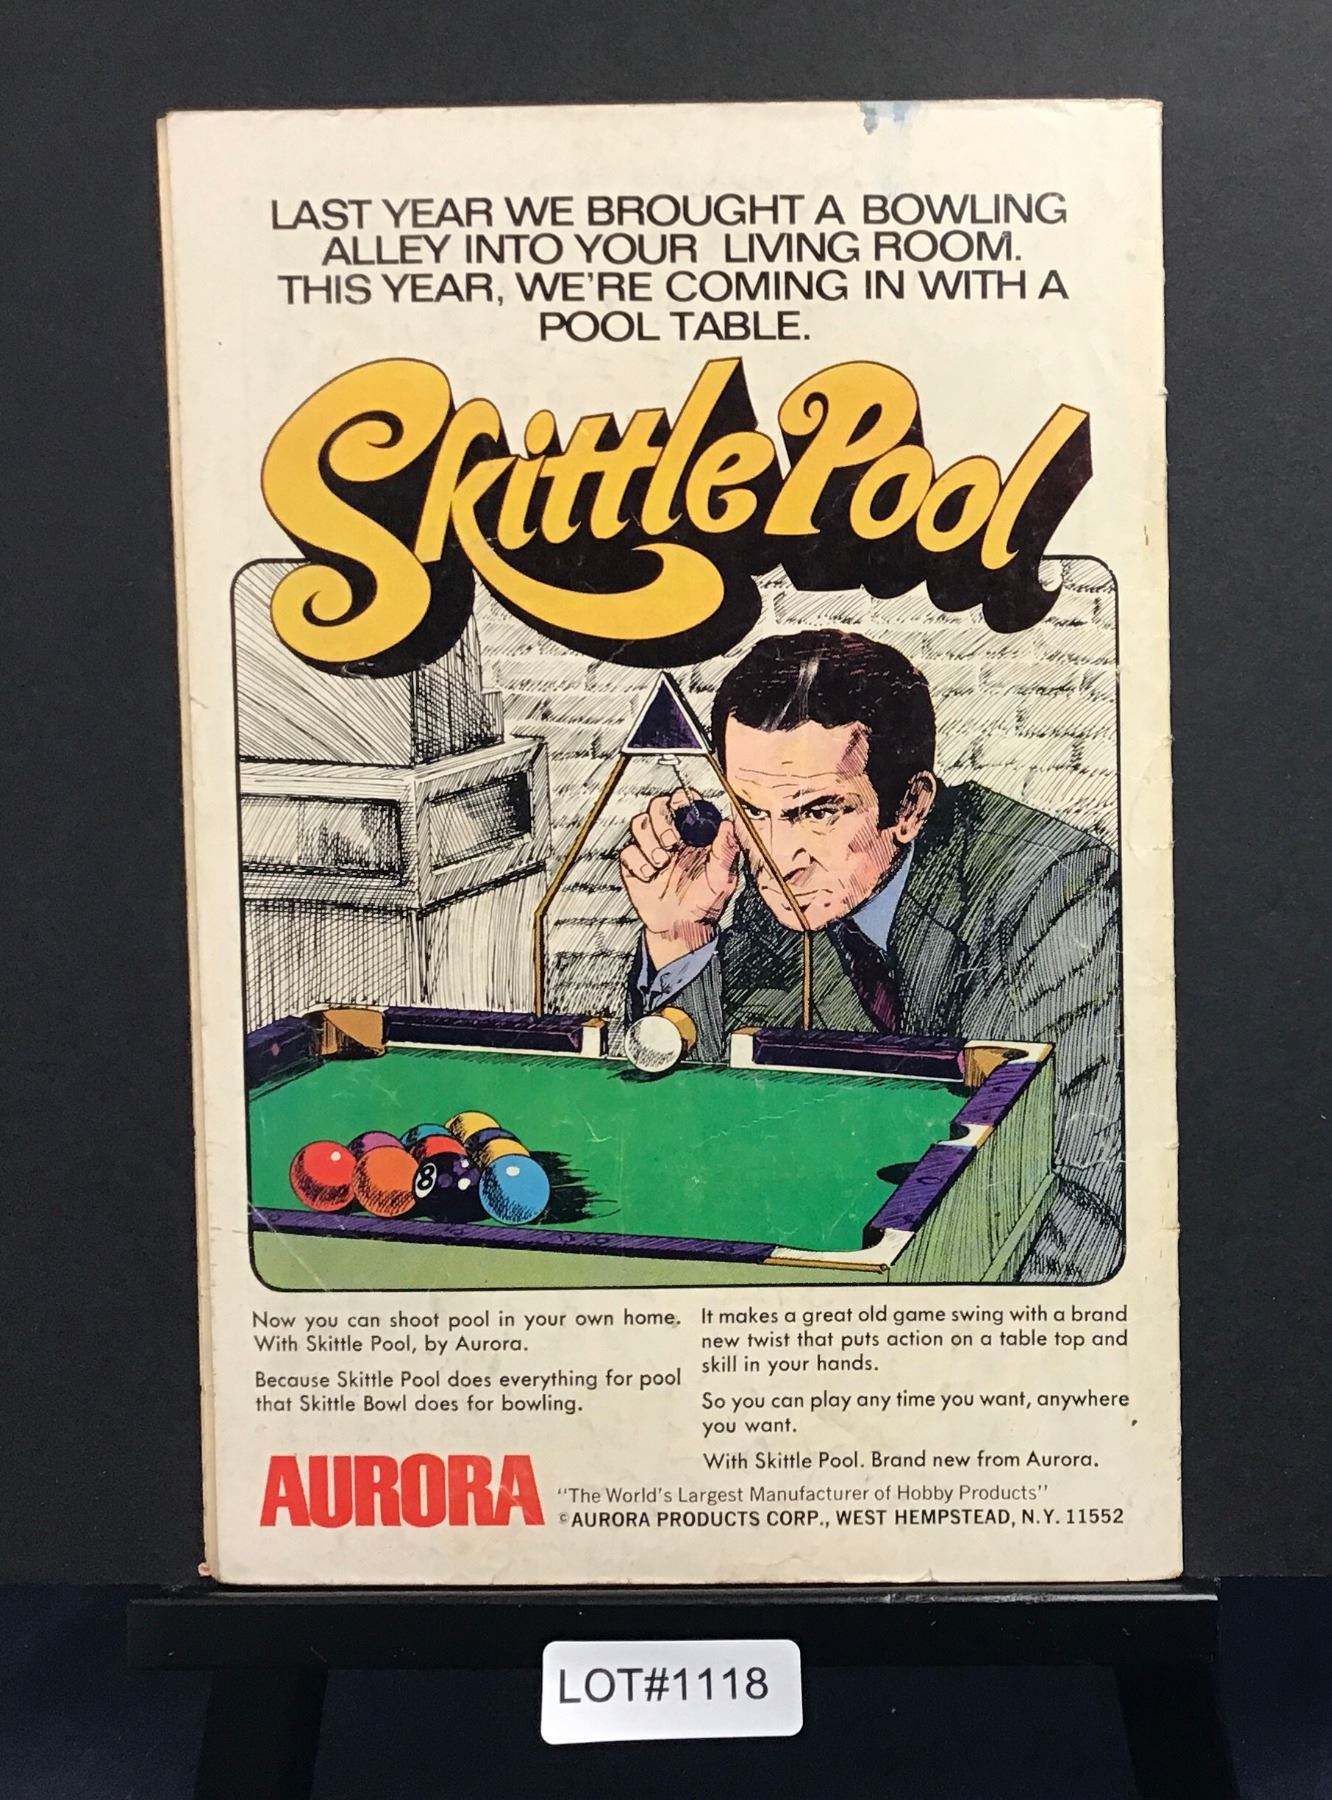 LAST YEAR WE BROUGHT A BOWLING
ALLEY INTO YOUR LIVING ROOM.
THIS YEAR, WE'RE COMING IN WITH A
POOL TABLE.
Skittle Pool
8
Now you can shoot pool in your own home.
With Skittle Pool, by Aurora.
Because Skittle Pool does everything for pool
that Skittle Bowl does for bowling.
It makes a great old game swing with a brand
new twist that puts action on a table top and
skill in your hands.
So you can play any time you want, anywhere
you want.
With Skittle Pool. Brand new from Aurora.
AURORA
"The World's Largest Manufacturer of Hobby Products"
©AURORA PRODUCTS CORP., WEST HEMPSTEAD, N.Y. 11552
LOT#1118